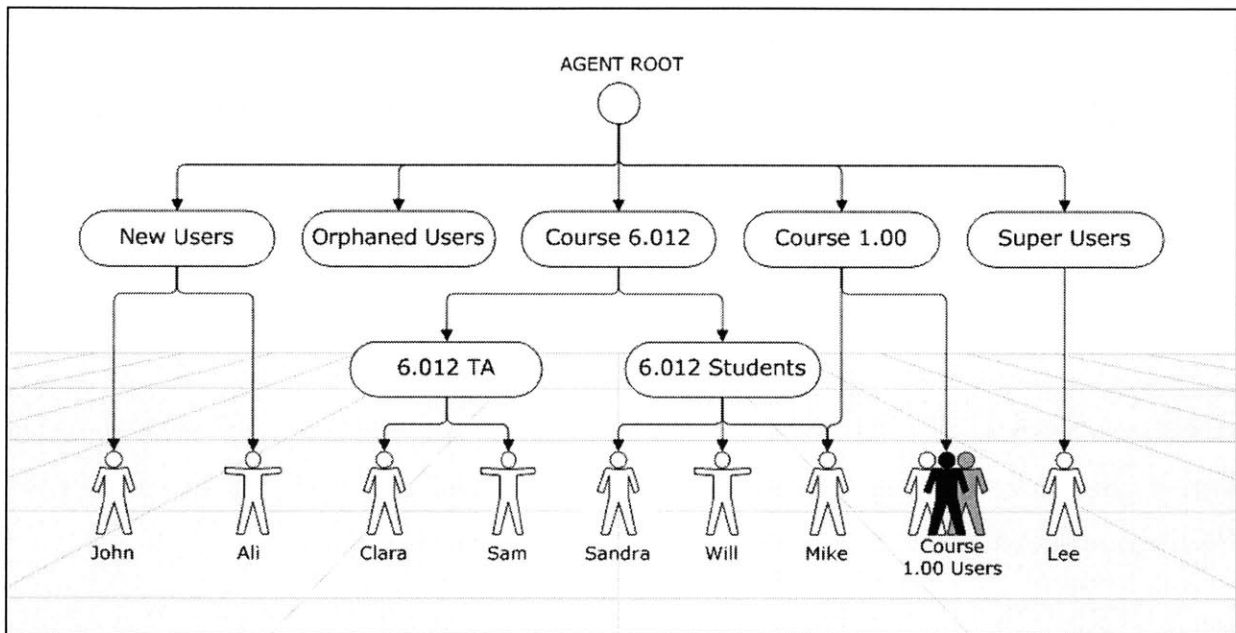 AGENT ROOT
New Users
Orphaned Users
Course 6.012
Course 1.00
Super Users
6.012 TA
6.012 Students
John
Ali
Clara
Sam
Sandra
Will
Mike
Course
1.00 Users
Lee